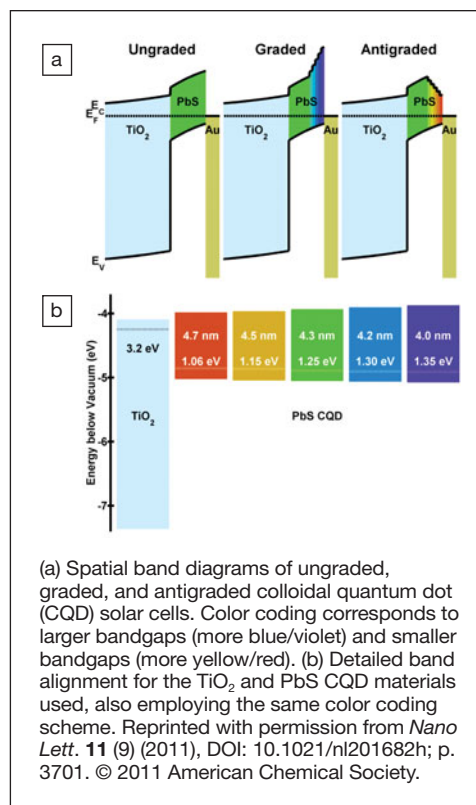 a
Ungraded Graded Antigraded
E_C
E_F
PbS PbS PbS
TiO₂ Au TiO₂ Au TiO₂ Au
E_V
b
-4
4.7 nm 4.5 nm 4.3 nm 4.2 nm 4.0 nm
3.2 eV 1.06 eV 1.15 eV 1.25 eV 1.30 eV 1.35 eV
-5
TiO₂ PbS CQD
-6
-7
Energy below Vacuum (eV)
(a) Spatial band diagrams of ungraded,
graded, and antigraded colloidal quantum dot
(CQD) solar cells. Color coding corresponds to
larger bandgaps (more blue/violet) and smaller
bandgaps (more yellow/red). (b) Detailed band
alignment for the TiO₂ and PbS CQD materials
used, also employing the same color coding
scheme. Reprinted with permission from Nano
Lett. 11 (9) (2011), DOI: 10.1021/nl201682h; p.
3701. © 2011 American Chemical Society.